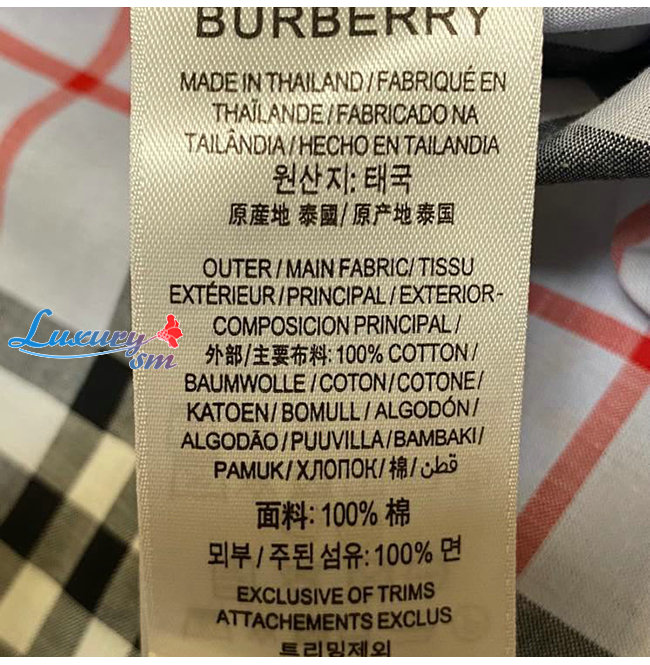 BURBERRY
MADE IN THAILAND / FABRIQUÉ EN
THAÏLANDE / FABRICADO NA
TAILÂNDIA / HECHO EN TAILANDIA
원산지: 태국
原産地 泰國/ 原产地 泰国
OUTER / MAIN FABRIC/ TISSU
EXTÉRIEUR / PRINCIPAL / EXTERIOR-
COMPOSICION PRINCIPAL /
外部/主要布料: 100% COTTON /
BAUMWOLLE / COTON / COTONE /
KATOEN / BOMULL / ALGODÓN /
ALGODÃO / PUUVILLA / BAMBAKI /
PAMUK / ХЛОПОК/ 棉/ قطن
面料: 100% 棉
외부 / 주된 섬유: 100% 면
EXCLUSIVE OF TRIMS
ATTACHEMENTS EXCLUS
트리밍제외
Luxury
sm